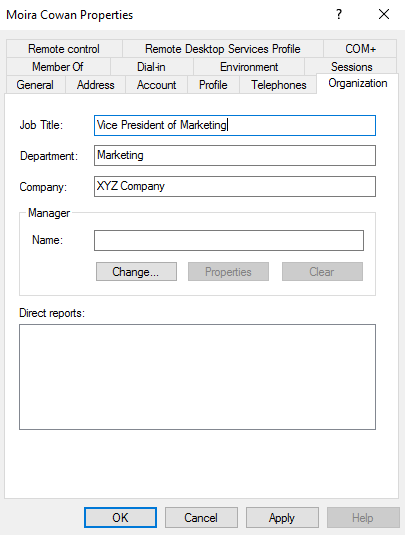 Moira Cowan Properties
?
Remote control Remote Desktop Services Profile COM+
Member Of Dial-in Environment Sessions
General Address Account Profile Telephones Organization
Job Title: Vice President of Marketing
Department: Marketing
Company: XYZ Company
Manager
Name:
Change... Properties Clear
Direct reports:
OK Cancel Apply Help